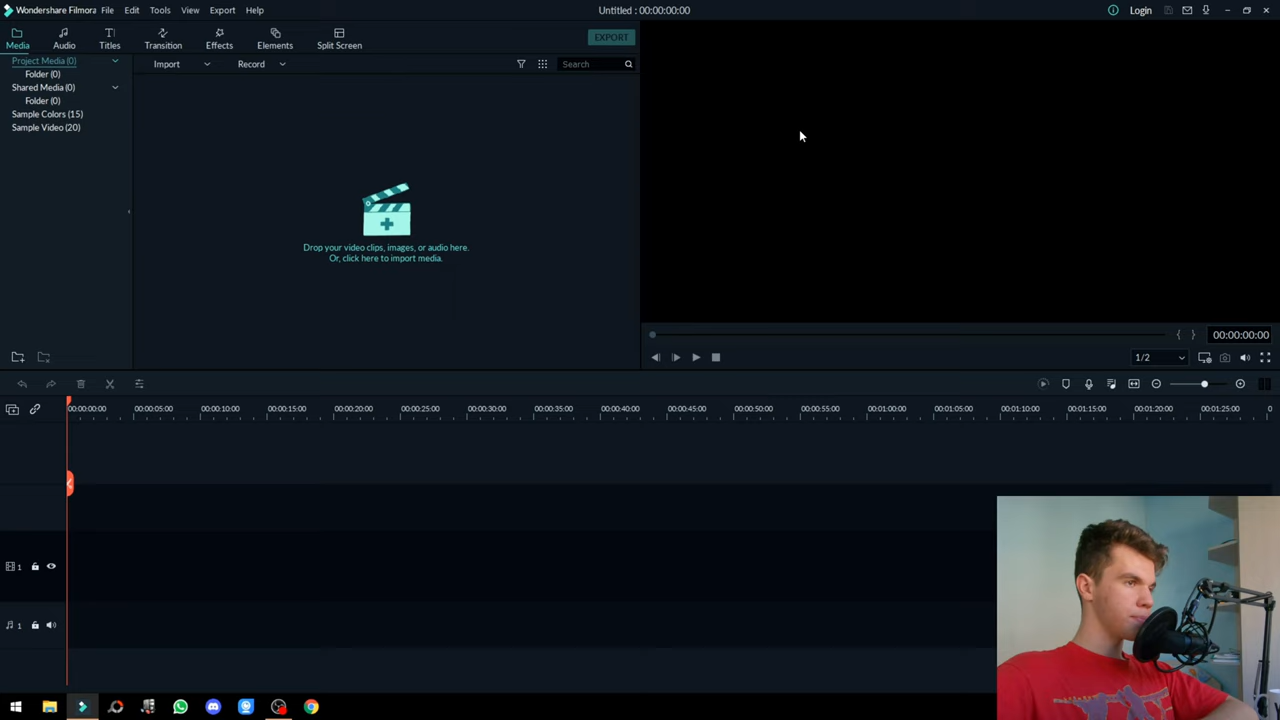 Wondershare Filmora File Edit Tools View Export Help Untitled : 00:00:00:00 Login
Media Audio Titles Transition Effects Elements Split Screen EXPORT
Project Media (0)
Folder (0)
Shared Media (0)
Folder (0)
Sample Colors (15)
Sample Video (20)
Import Record Search
Drop your video clips, images, or audio here.
Or, click here to import media.
00:00:00:00
1/2
00:00:00:00 00:00:05:00 00:00:10:00 00:00:15:00 00:00:20:00 00:00:25:00 00:00:30:00 00:00:35:00 00:00:40:00 00:00:45:00 00:00:50:00 00:00:55:00 00:01:00:00 00:01:05:00 00:01:10:00 00:01:15:00 00:01:20:00 00:01:25:00 0
1
1